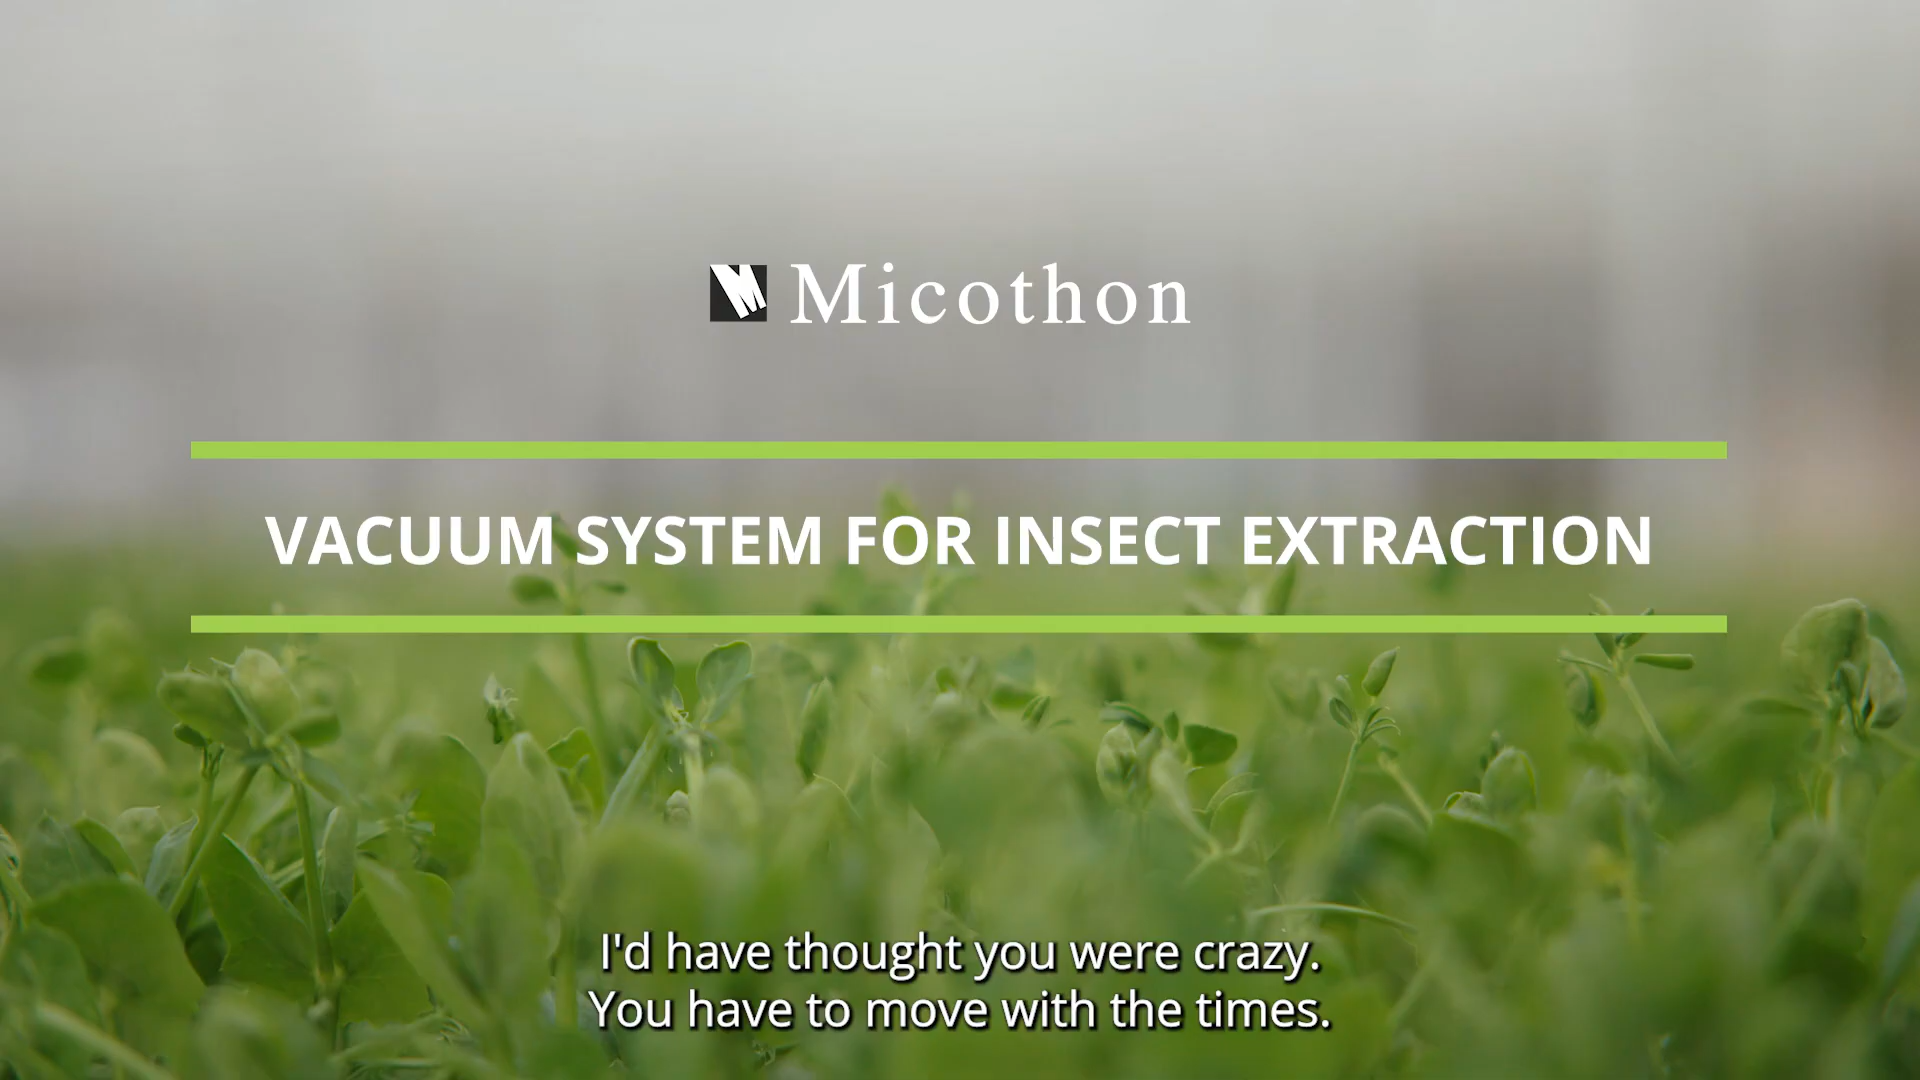 Micothon
VACUUM SYSTEM FOR INSECT EXTRACTION
I'd have thought you were crazy.
You have to move with the times.